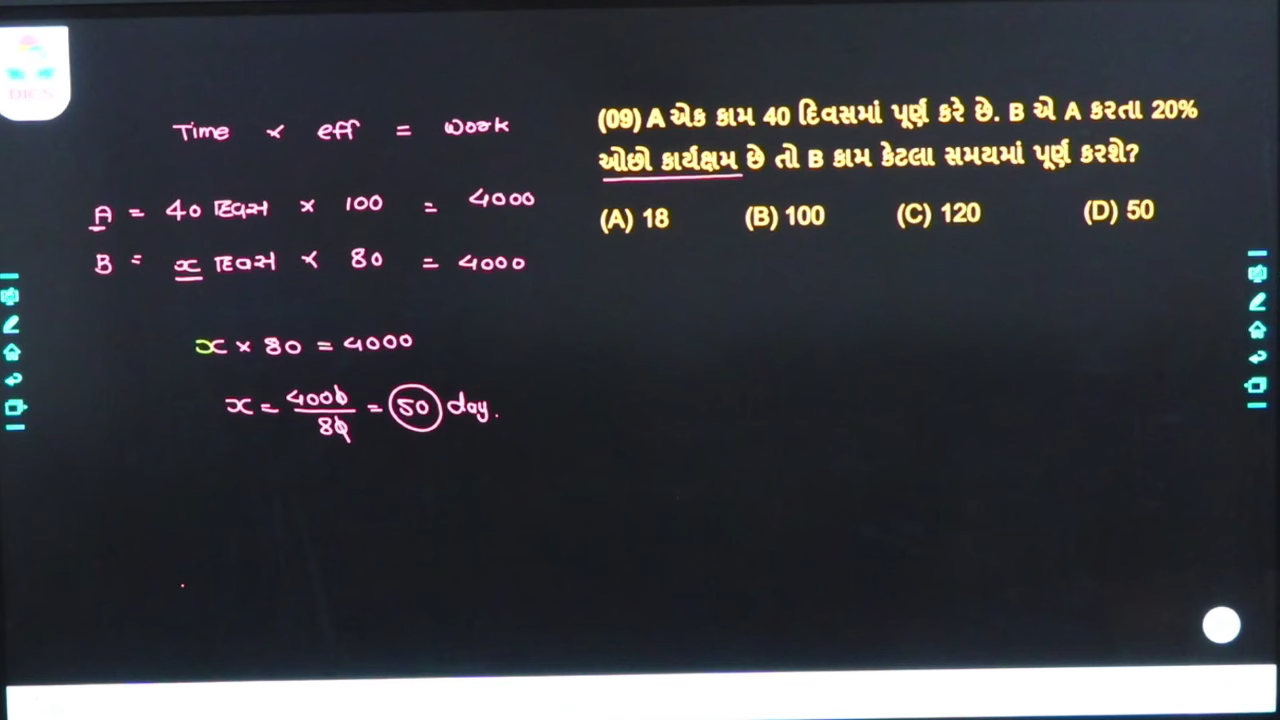 DICS
Time × eff = Work
A = 40 દિવસ × 100 = 4000
B = x દિવસ × 80 = 4000
x × 80 = 4000
x = 4000/80 = 50 day.
(09) A એક કામ 40 દિવસમાં પૂર્ણ કરે છે. B એ A કરતા 20%
ઓછો કાર્યક્ષમ છે તો B કામ કેટલા સમયમાં પૂર્ણ કરશે?
(A) 18 (B) 100 (C) 120 (D) 50